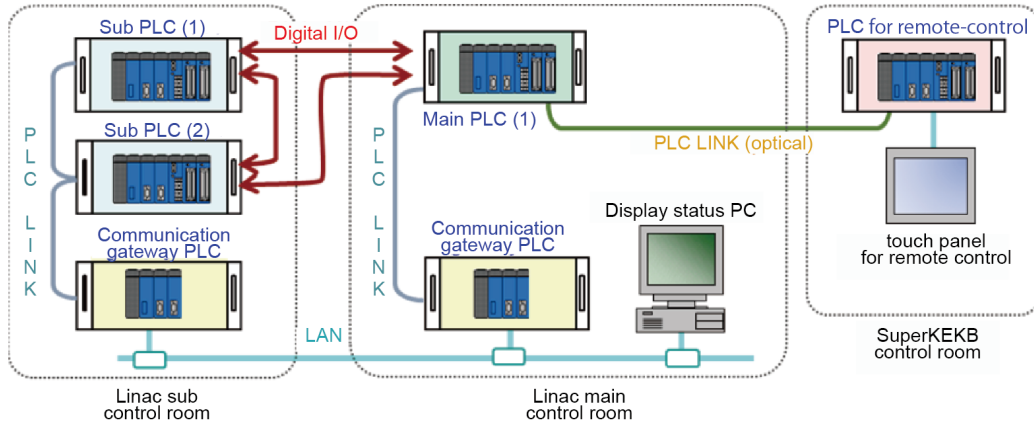 Sub PLC (1)
Digital I/O
PLC for remote-control
Main PLC (1)
Sub PLC (2)
PLC LINK (optical)
PLC LINK
PLC LINK
Communication
gateway PLC
Communication
gateway PLC
Display status PC
touch panel
for remote control
LAN
SuperKEKB
control room
Linac sub
control room
Linac main
control room